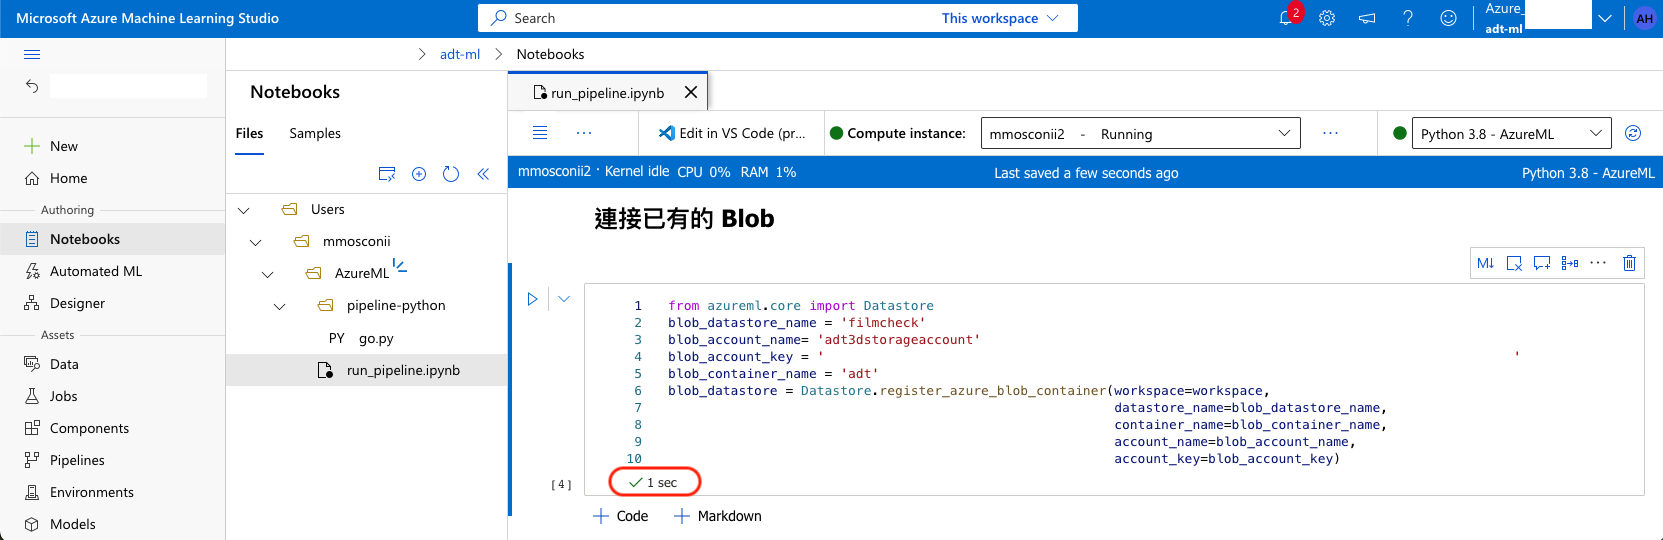 Microsoft Azure Machine Learning Studio
Search
This workspace
2
Azure_
adt-ml
AH
adt-ml
Notebooks
New
Home
Authoring
Notebooks
Automated ML
Designer
Assets
Data
Jobs
Components
Pipelines
Environments
Models
Notebooks
Files
Samples
Users
mmosconii
AzureML
pipeline-python
PY go.py
run_pipeline.ipynb
run_pipeline.ipynb
Edit in VS Code (pr...
Compute instance:
mmosconii2 - Running
Python 3.8 - AzureML
mmosconii2 · Kernel idle CPU 0% RAM 1%
Last saved a few seconds ago
Python 3.8 - AzureML
連接已有的 Blob
M↓
1 from azureml.core import Datastore
2 blob_datastore_name = 'filmcheck'
3 blob_account_name= 'adt3dstorageaccount'
4 blob_account_key = ' '
5 blob_container_name = 'adt'
6 blob_datastore = Datastore.register_azure_blob_container(workspace=workspace,
7 datastore_name=blob_datastore_name,
8 container_name=blob_container_name,
9 account_name=blob_account_name,
10 account_key=blob_account_key)
[4]
1 sec
Code
Markdown